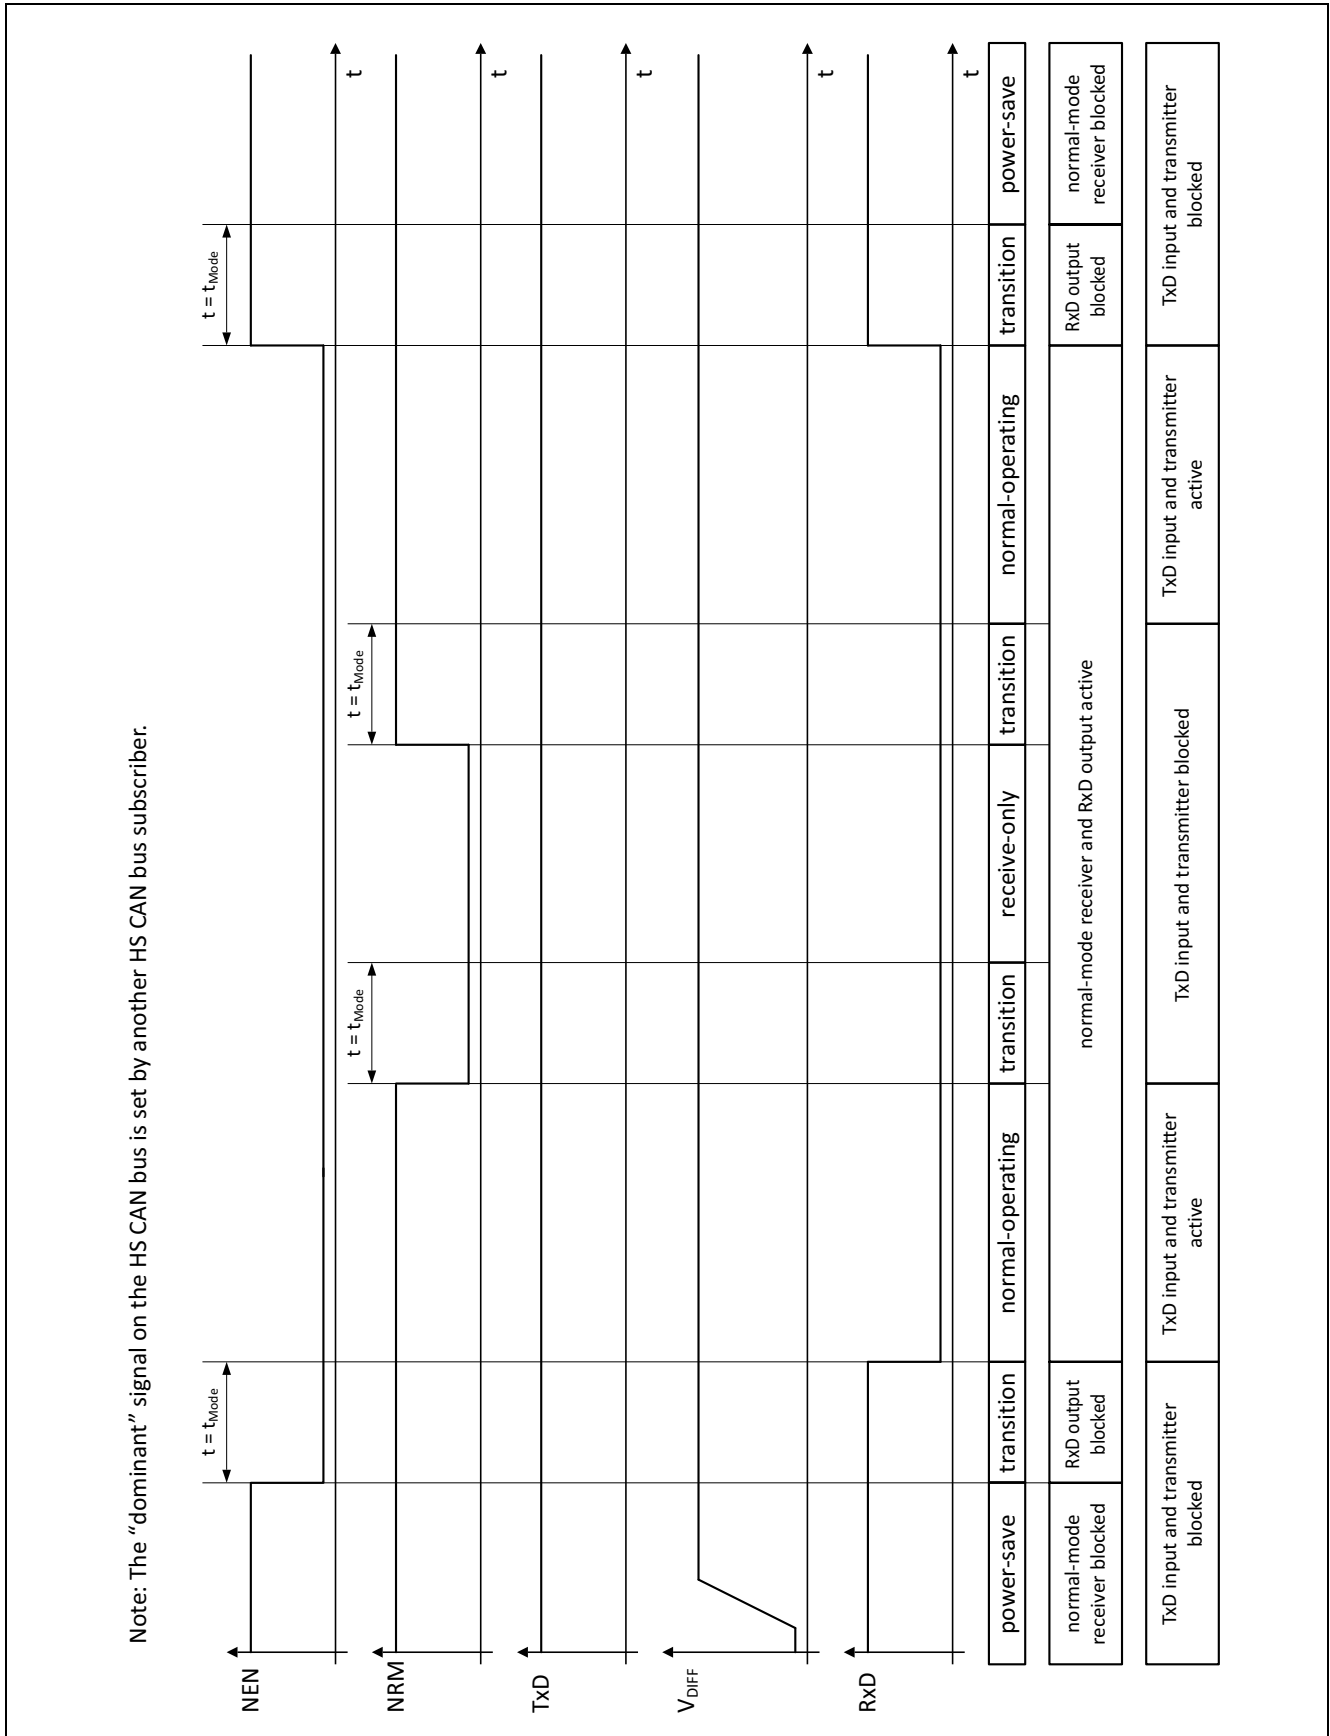 Note: The “dominant” signal on the HS CAN bus is set by another HS CAN bus subscriber.
t = tMode
t = tMode
NEN
t
t = tMode
t = tMode
NRM
t
TxD
t
VDIFF
t
RxD
t
power-save
transition
normal-operating
transition
receive-only
transition
normal-operating
transition
power-save
normal-mode
receiver blocked
RxD output
blocked
normal-mode receiver and RxD output active
RxD output
blocked
normal-mode
receiver blocked
TxD input and transmitter
blocked
TxD input and transmitter
active
TxD input and transmitter blocked
TxD input and transmitter
active
TxD input and transmitter
blocked